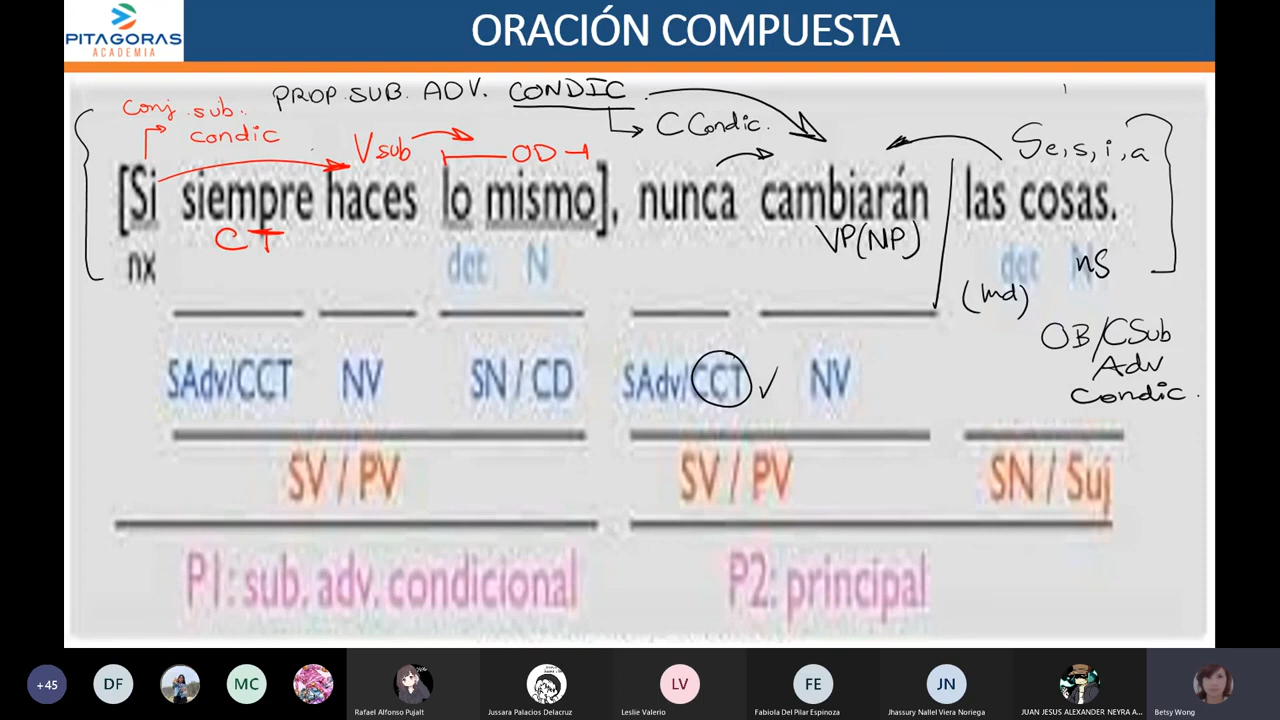 PITAGORAS
ACADEMIA
ORACIÓN COMPUESTA
PROP. SUB. ADV. CONDIC.
C Condic.
Conj. sub.
condic
Vsub
OD
Se,s,i,a
[Si siempre haces lo mismo], nunca cambiarán las cosas.
CT
VP(NP)
nx
det N
det N
nS
(md)
OB/CSub
Adv
Condic.
SAdv/CCT NV SN / CD SAdv/CCT NV
SV / PV SV / PV SN / Suj
P1: sub. adv. condicional P2: principal
+45
DF
MC
LV
FE
JN
Rafael Alfonso Pujalt
Jussara Palacios Delacruz
Leslie Valerio
Fabiola Del Pilar Espinoza
Jhassury Nallel Viera Noriega
JUAN JESUS ALEXANDER NEYRA A...
Betsy Wong